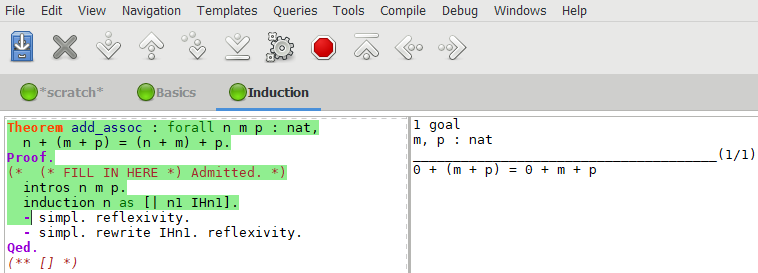 File Edit View Navigation Templates Queries Tools Compile Debug Windows Help
*scratch* Basics Induction
Theorem add_assoc : forall n m p : nat,
n + (m + p) = (n + m) + p.
Proof.
(* (* FILL IN HERE *) Admitted. *)
intros n m p.
induction n as [| n1 IHn1].
- simpl. reflexivity.
- simpl. rewrite IHn1. reflexivity.
Qed.
(** [] *)
1 goal
m, p : nat
(1/1)
0 + (m + p) = 0 + m + p